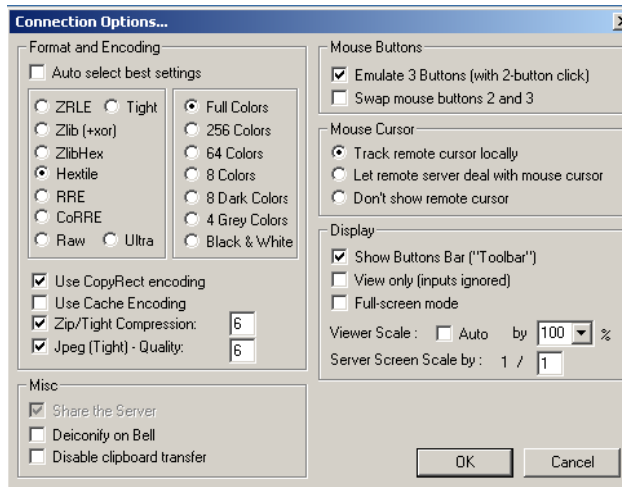 Connection Options...
Format and Encoding
Auto select best settings
ZRLE Tight
Zlib (+xor)
ZlibHex
Hextile
RRE
CoRRE
Raw Ultra
Full Colors
256 Colors
64 Colors
8 Colors
8 Dark Colors
4 Grey Colors
Black & White
Use CopyRect encoding
Use Cache Encoding
Zip/Tight Compression: 6
Jpeg (Tight) - Quality: 6
Misc
Share the Server
Deiconify on Bell
Disable clipboard transfer
Mouse Buttons
Emulate 3 Buttons (with 2-button click)
Swap mouse buttons 2 and 3
Mouse Cursor
Track remote cursor locally
Let remote server deal with mouse cursor
Don't show remote cursor
Display
Show Buttons Bar ("Toolbar")
View only (inputs ignored)
Full-screen mode
Viewer Scale : Auto by 100 %
Server Screen Scale by : 1 / 1
OK Cancel